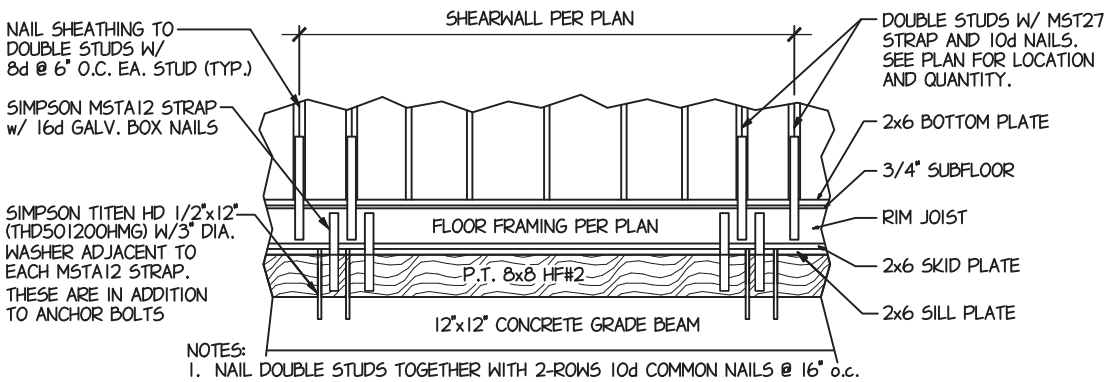 SHEARWALL PER PLAN
NAIL SHEATHING TO
DOUBLE STUDS W/
8d @ 6" O.C. EA. STUD (TYP.)
SIMPSON MSTA12 STRAP
w/ 16d GALV. BOX NAILS
SIMPSON TITEN HD 1/2"x12"
(THD501200HMG) W/3" DIA.
WASHER ADJACENT TO
EACH MSTA12 STRAP.
THESE ARE IN ADDITION
TO ANCHOR BOLTS
DOUBLE STUDS W/ MST27
STRAP AND 10d NAILS.
SEE PLAN FOR LOCATION
AND QUANTITY.
2x6 BOTTOM PLATE
3/4" SUBFLOOR
RIM JOIST
2x6 SKID PLATE
2x6 SILL PLATE
FLOOR FRAMING PER PLAN
P.T. 8x8 HF#2
12"x12" CONCRETE GRADE BEAM
NOTES:
1. NAIL DOUBLE STUDS TOGETHER WITH 2-ROWS 10d COMMON NAILS @ 16" o.c.